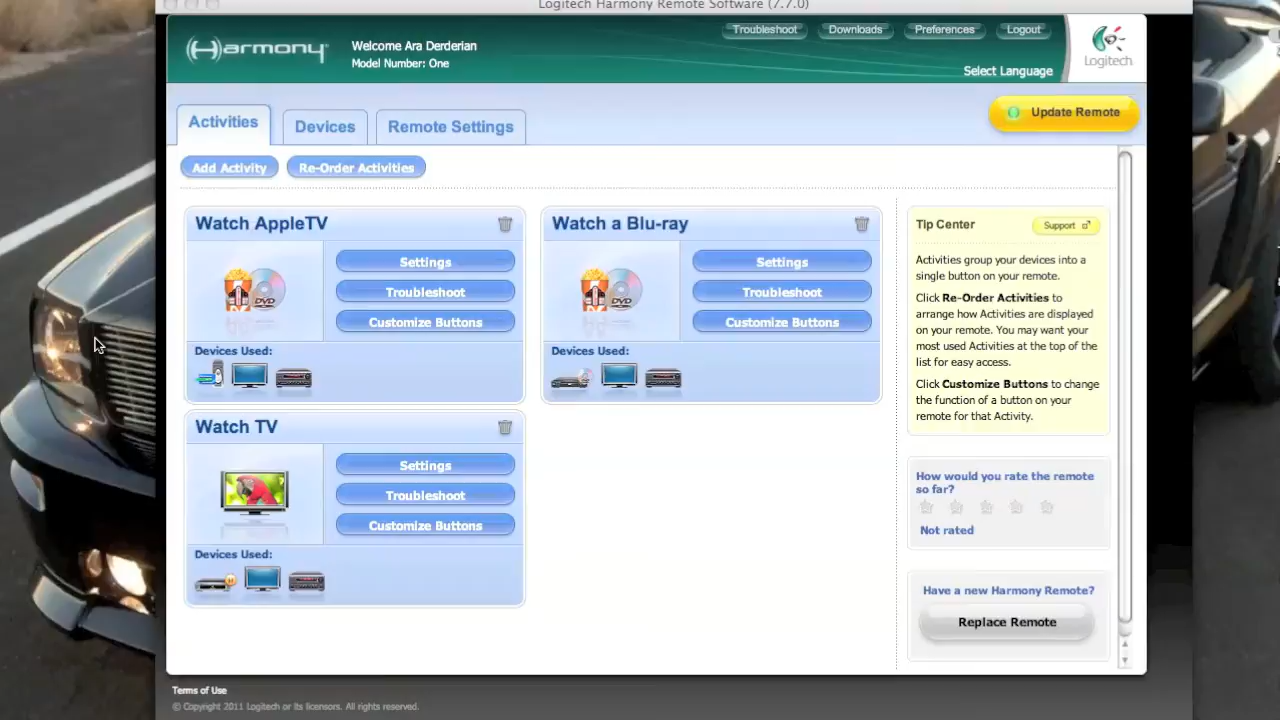 Logitech Harmony Remote Software (7.7.0)
Harmony
Welcome Ara Derderian
Model Number: One
Troubleshoot
Downloads
Preferences
Logout
Select Language
Logitech
Activities
Devices
Remote Settings
Update Remote
Add Activity
Re-Order Activities
Watch AppleTV
Settings
Troubleshoot
Customize Buttons
Devices Used:
Watch a Blu-ray
DVD
Settings
Troubleshoot
Customize Buttons
Devices Used:
DVD
Watch TV
Settings
Troubleshoot
Customize Buttons
Devices Used:
Tip Center
Support
Activities group your devices into
a single button on your remote.
Click Re-Order Activities to
arrange how Activities are displayed
on your remote. You may want your
most used Activities at the top of the
list for easy access.
Click Customize Buttons to change
the function of a button on your
remote for that Activity.
How would you rate the remote
so far?
Not rated
Have a new Harmony Remote?
Replace Remote
Terms of Use
© Copyright 2011 Logitech or its licensors. All rights reserved.